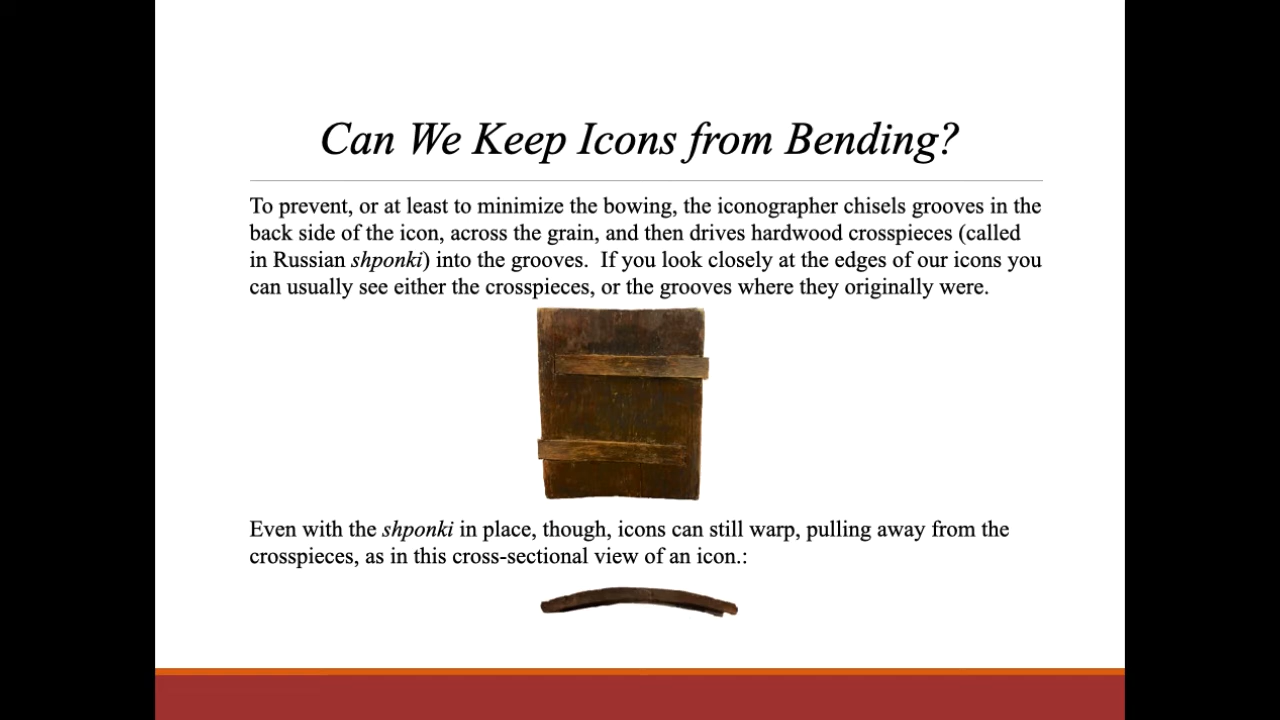 Can We Keep Icons from Bending?
To prevent, or at least to minimize the bowing, the iconographer chisels grooves in the
back side of the icon, across the grain, and then drives hardwood crosspieces (called
in Russian shponki) into the grooves.  If you look closely at the edges of our icons you
can usually see either the crosspieces, or the grooves where they originally were.
Even with the shponki in place, though, icons can still warp, pulling away from the
crosspieces, as in this cross-sectional view of an icon.: